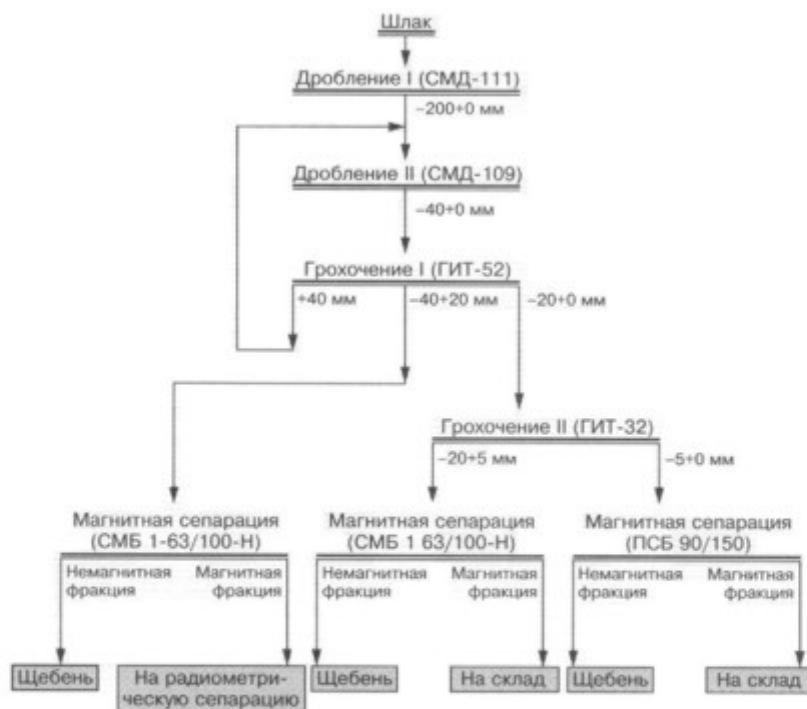 Шлак
Дробление I (СМД-111)
–200+0 мм
Дробление II (СМД-109)
–40+0 мм
Грохочение I (ГИТ-52)
+40 мм
–40+20 мм
–20+0 мм
Грохочение II (ГИТ-32)
–20+5 мм
–5+0 мм
Магнитная сепарация
(СМБ 1-63/100-Н)
Магнитная сепарация
(СМБ 1 63/100-Н)
Магнитная сепарация
(ПСБ 90/150)
Немагнитная
фракция
Магнитная
фракция
Немагнитная
фракция
Магнитная
фракция
Немагнитная
фракция
Магнитная
фракция
Щебень
На радиометри-
ческую сепарацию
Щебень
На склад
Щебень
На склад